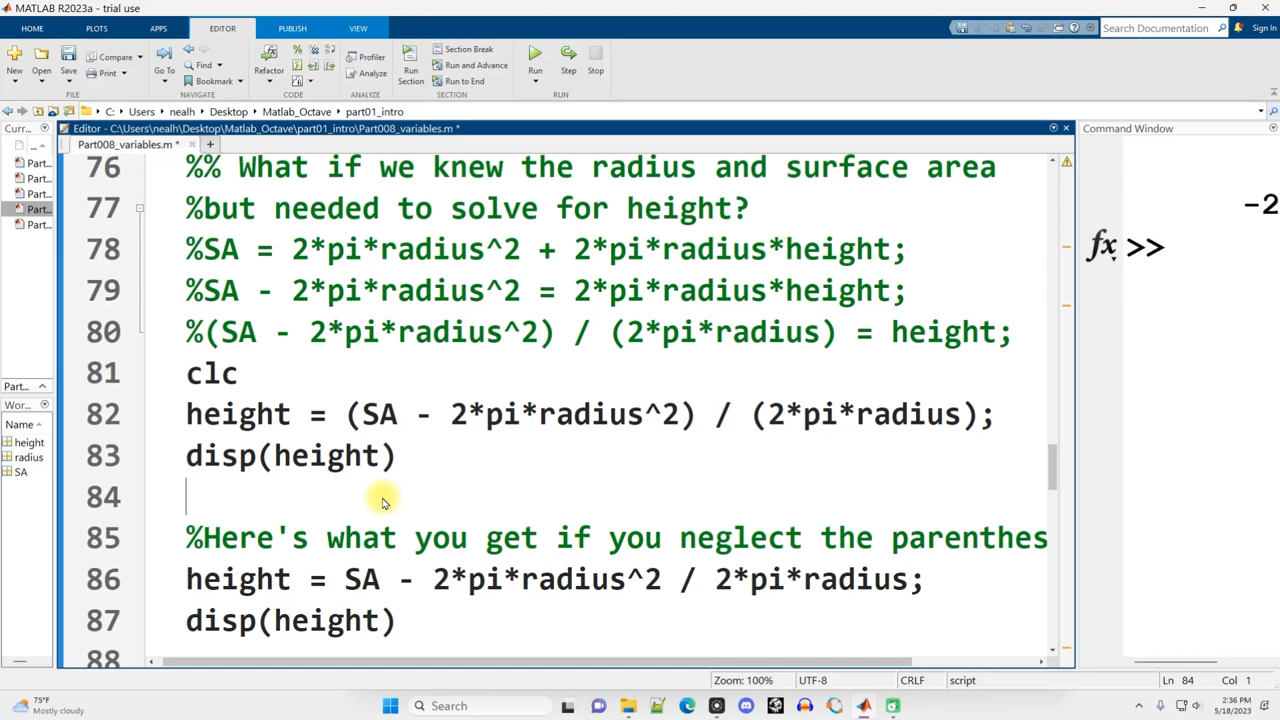 MATLAB R2023a - trial use
HOME PLOTS APPS EDITOR PUBLISH VIEW Search Documentation Sign In
New Open Save Compare Print Go To Find Bookmark Refactor Profiler Analyze Run Section Section Break Run and Advance Run to End Run Step Stop
FILE NAVIGATE CODE ANALYZE SECTION RUN
C: Users nealh Desktop Matlab_Octave part01_intro
Curr... Editor - C:\Users\nealh\Desktop\Matlab_Octave\part01_intro\Part008_variables.m * Command Window
Part008_variables.m * +
Part...
Part...
Part...
Part...
Part...
Part...
Wor...
Name
height
radius
SA
76 %% What if we knew the radius and surface area
77 %but needed to solve for height?
78 %SA = 2*pi*radius^2 + 2*pi*radius*height;
79 %SA - 2*pi*radius^2 = 2*pi*radius*height;
80 %(SA - 2*pi*radius^2) / (2*pi*radius) = height;
81 clc
82 height = (SA - 2*pi*radius^2) / (2*pi*radius);
83 disp(height)
84
85 %Here's what you get if you neglect the parenthes
86 height = SA - 2*pi*radius^2 / 2*pi*radius;
87 disp(height)
88
-2
fx >>
Zoom: 100% UTF-8 CRLF script Ln 84 Col 1
75°F
Mostly cloudy
Search
2:36 PM
5/18/2023